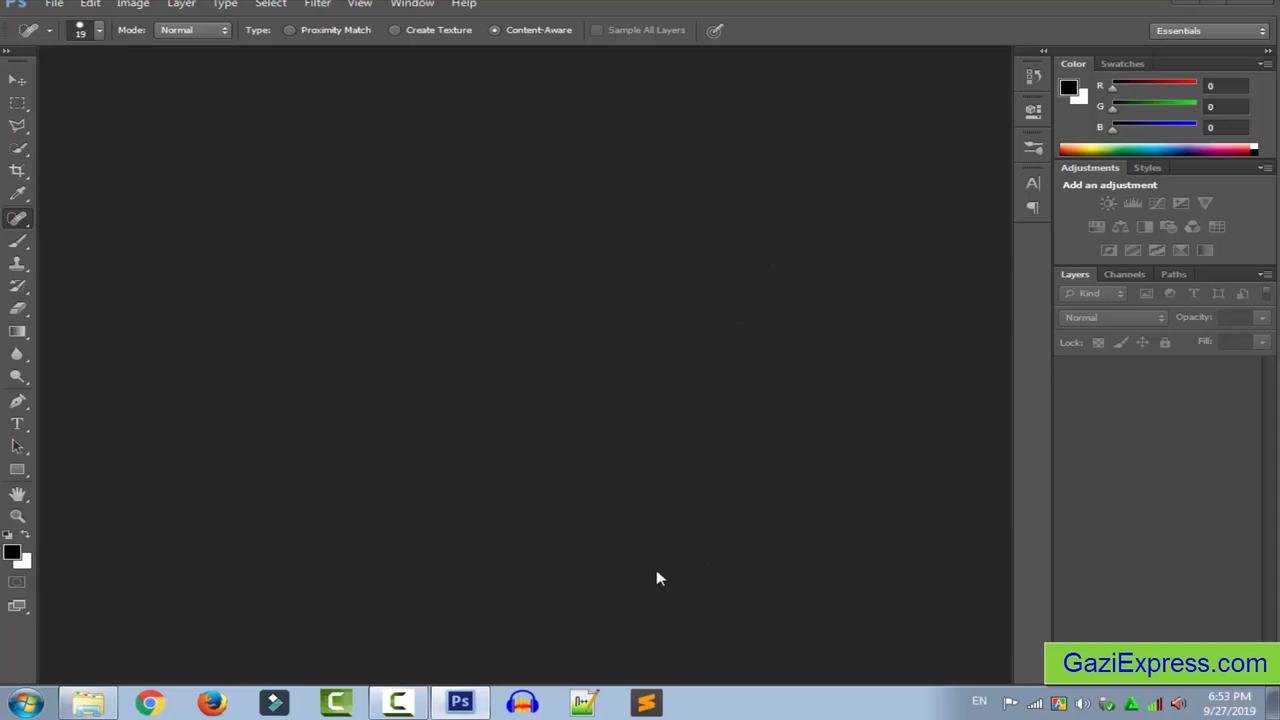 Ps File Edit Image Layer Type Select Filter View Window Help
19 Mode: Normal Type: Proximity Match Create Texture Content-Aware Sample All Layers Essentials
Color Swatches
R 0
G 0
B 0
Adjustments Styles
Add an adjustment
Layers Channels Paths
Kind
Normal Opacity:
Lock: Fill:
GaziExpress.com
EN
6:53 PM
9/27/2019